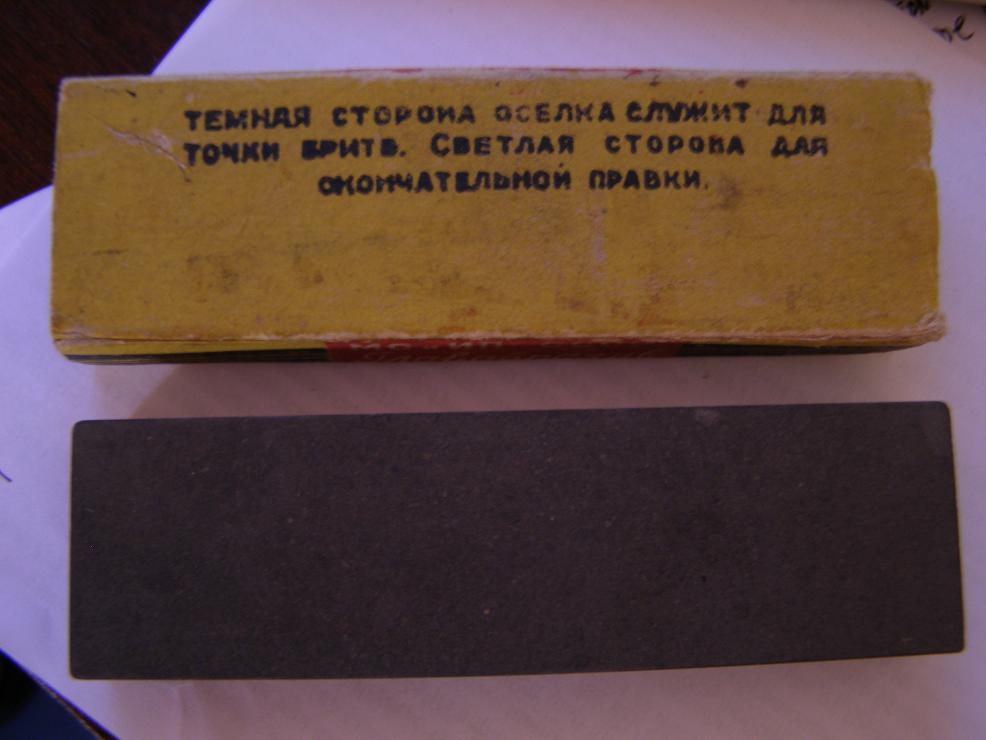 ТЕМНАЯ СТОРОНА ОСЕЛКА СЛУЖИТ ДЛЯ
ТОЧКИ БРИТВ. СВЕТЛАЯ СТОРОНА ДЛЯ
ОКОНЧАТЕЛЬНОЙ ПРАВКИ.